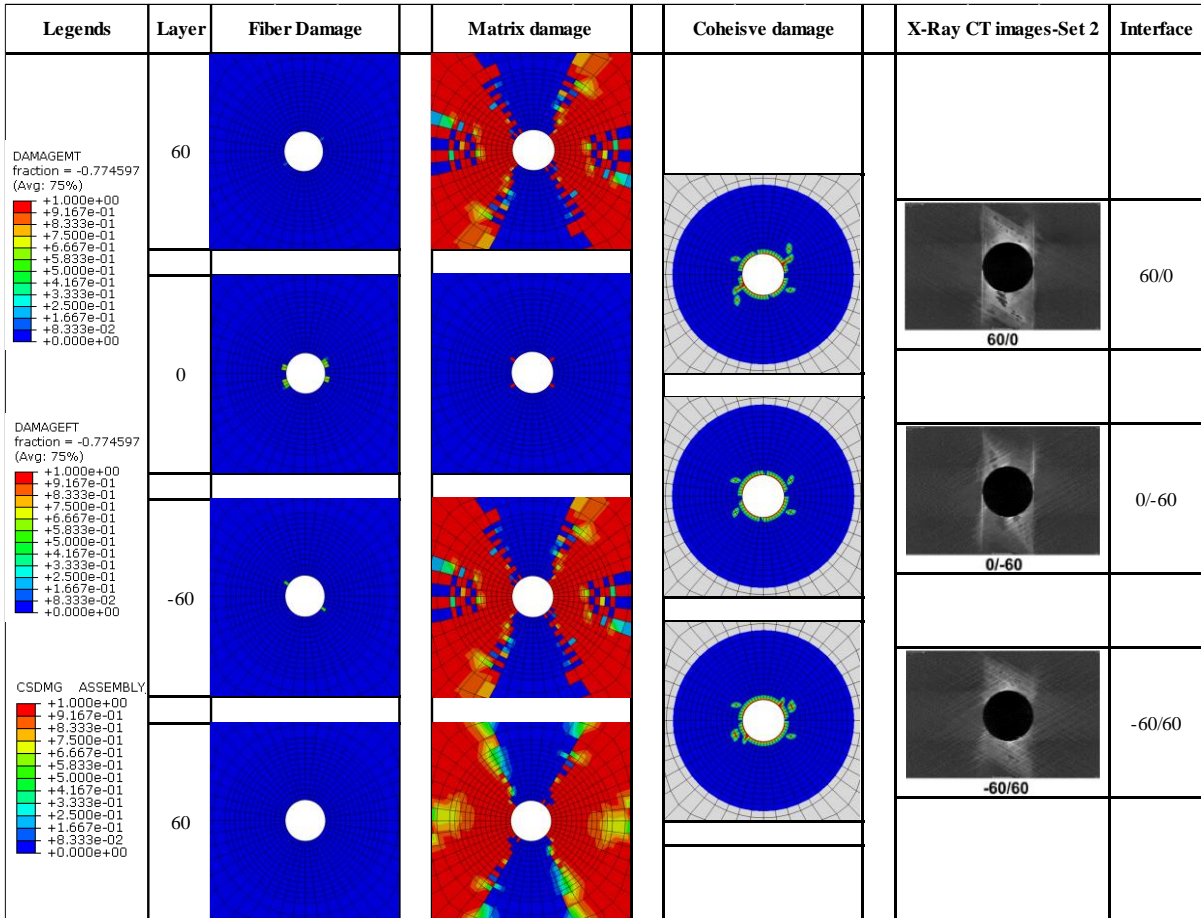 Legends Layer Fiber Damage Matrix damage Coheisve damage X-Ray CT images-Set 2 Interface
60
DAMAGEMT
fraction = -0.774597
(Avg: 75%)
+1.000e+00
+9.167e-01
+8.333e-01
+7.500e-01
+6.667e-01
+5.833e-01
+5.000e-01
+4.167e-01
+3.333e-01
+2.500e-01
+1.667e-01
+8.333e-02
+0.000e+00
60/0
60/0
0
DAMAGEFT
fraction = -0.774597
(Avg: 75%)
+1.000e+00
+9.167e-01
+8.333e-01
+7.500e-01
+6.667e-01
+5.833e-01
+5.000e-01
+4.167e-01
+3.333e-01
+2.500e-01
+1.667e-01
+8.333e-02
+0.000e+00
0/-60
0/-60
-60
CSDMG ASSEMBLY
+1.000e+00
+9.167e-01
+8.333e-01
+7.500e-01
+6.667e-01
+5.833e-01
+5.000e-01
+4.167e-01
+3.333e-01
+2.500e-01
+1.667e-01
+8.333e-02
+0.000e+00
-60/60
-60/60
60